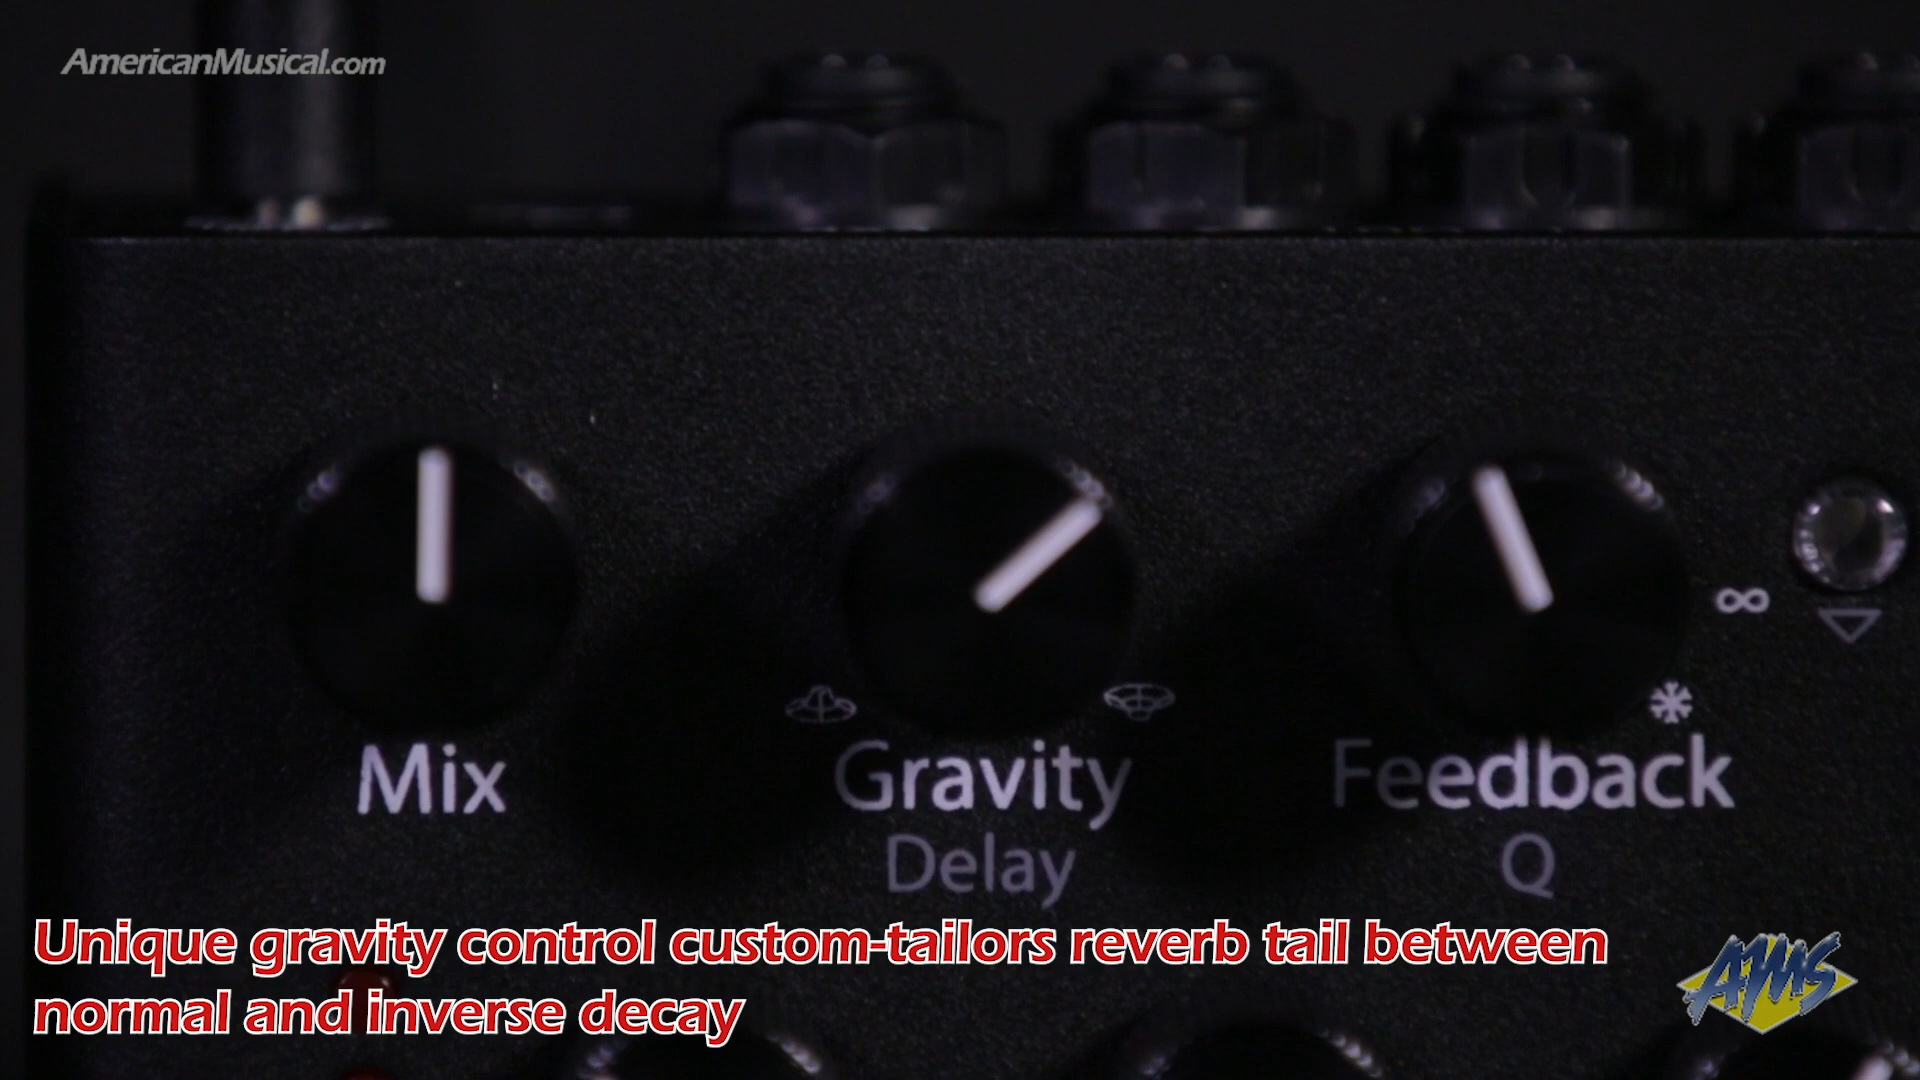 AmericanMusical.com
∞
Mix
Gravity
Feedback
Delay
Q
Unique gravity control custom-tailors reverb tail between
normal and inverse decay
AMS